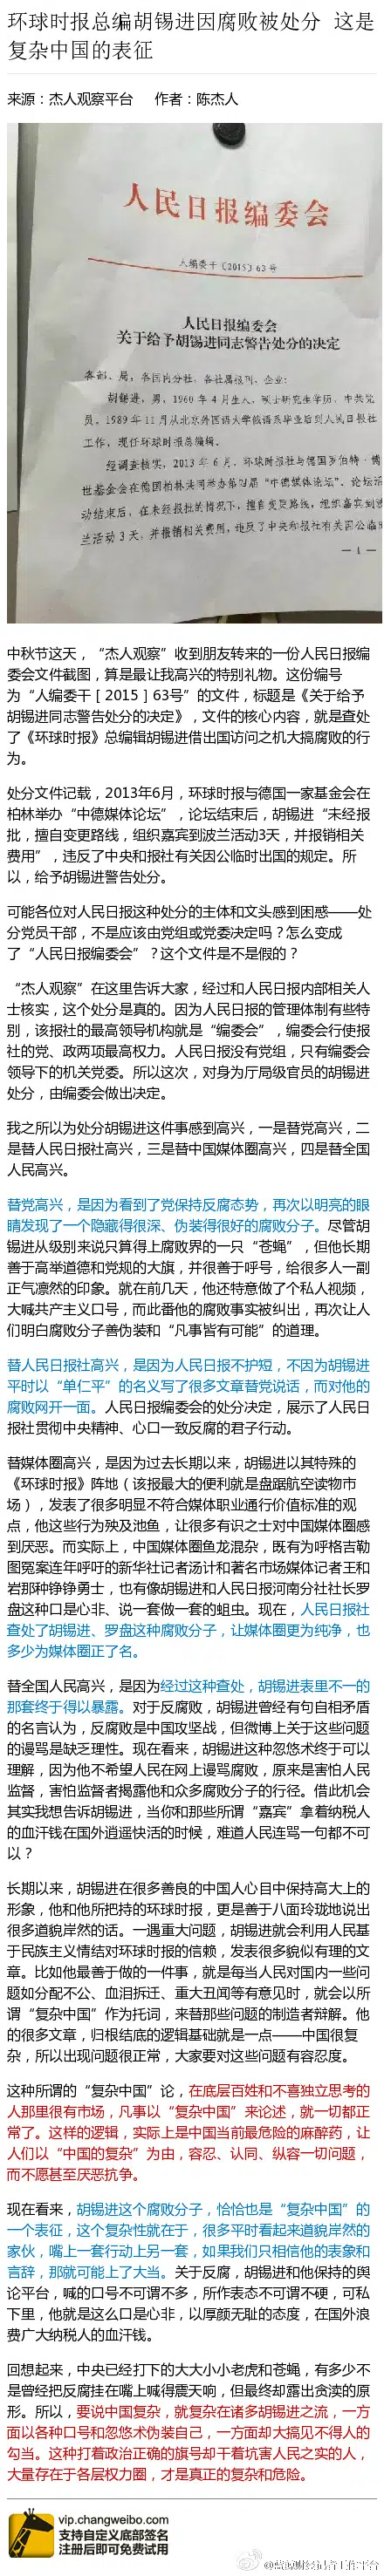 环球时报总编胡锡进因腐败被处分 这是
复杂中国的表征
来源：杰人观察平台 作者：陈杰人
人民日报编委会
人编委干〔2015〕63号
人民日报编委会
关于给予胡锡进同志警告处分的决定
各部、局，各国内分社，各社属报刊、企业：
胡锡进，男，1960年4月生人，硕士研究生学历，中共党
员。1989年11月从北京外国语大学俄语系毕业后到人民日报社
工作，现任环球时报总编辑。
经调查核实，2013年6月，环球时报社与德国罗伯特·博
世基金会在德国柏林共同举办第四届“中德媒体论坛”，论坛活
动结束后，在未经报批的情况下，擅自变更路线，组织嘉宾到波
兰活动3天，并报销相关费用，违反了中央和报社有关因公临时出
— 1 —
中秋节这天，“杰人观察”收到朋友转来的一份人民日报编
委会文件截图，算是最让我高兴的特别礼物。这份编号
为“人编委干［2015］63号”的文件，标题是《关于给予
胡锡进同志警告处分的决定》，文件的核心内容，就是查处
了《环球时报》总编辑胡锡进借出国访问之机大搞腐败的行
为。
处分文件记载，2013年6月，环球时报与德国一家基金会在
柏林举办“中德媒体论坛”，论坛结束后，胡锡进“未经报
批，擅自变更路线，组织嘉宾到波兰活动3天，并报销相关
费用”，违反了中央和报社有关因公临时出国的规定。所
以，给予胡锡进警告处分。
可能各位对人民日报这种处分的主体和文头感到困惑——处
分党员干部，不是应该由党组或党委决定吗？怎么变成
了“人民日报编委会”？这个文件是不是假的？
“杰人观察”在这里告诉大家，经过和人民日报内部相关人
士核实，这个处分是真的。因为人民日报的管理体制有些特
别，该报社的最高领导机构就是“编委会”，编委会行使报
社的党、政两项最高权力。人民日报没有党组，只有编委会
领导下的机关党委。所以这次，对身为厅局级官员的胡锡进
处分，由编委会做出决定。
我之所以为处分胡锡进这件事感到高兴，一是替党高兴，二
是替人民日报社高兴，三是替中国媒体圈高兴，四是替全国
人民高兴。
替党高兴，是因为看到了党保持反腐态势，再次以明亮的眼
睛发现了一个隐藏得很深、伪装得很好的腐败分子。尽管胡
锡进从级别来说只算得上腐败界的一只“苍蝇”，但他长期
善于高举道德和党规的大旗，并很善于呼号，给很多人一副
正气凛然的印象。就在前几天，他还特意做了个私人视频，
大喊共产主义口号，而此番他的腐败事实被纠出，再次让人
们明白腐败分子善伪装和“凡事皆有可能”的道理。
替人民日报社高兴，是因为人民日报不护短，不因为胡锡进
平时以“单仁平”的名义写了很多文章替党说话，而对他的
腐败网开一面。人民日报编委会的处分决定，展示了人民日
报社贯彻中央精神、心口一致反腐的君子行动。
替媒体圈高兴，是因为过去长期以来，胡锡进以其特殊的
《环球时报》阵地（该报最大的便利就是盘踞航空读物市
场），发表了很多明显不符合媒体职业通行价值标准的观
点，他这些行为殃及池鱼，让很多有识之士对中国媒体圈感
到厌恶。而实际上，中国媒体圈鱼龙混杂，既有为呼格吉勒
图冤案连年呼吁的新华社记者汤计和著名市场媒体记者王和
岩那种铮铮勇士，也有像胡锡进和人民日报河南分社社长罗
盘这种口是心非、说一套做一套的蛆虫。现在，人民日报社
查处了胡锡进、罗盘这种腐败分子，让媒体圈更为纯净，也
多少为媒体圈正了名。
替全国人民高兴，是因为经过这种查处，胡锡进表里不一的
那套终于得以暴露。对于反腐败，胡锡进曾经有句自相矛盾
的名言认为，反腐败是中国攻坚战，但微博上关于这些问题
的谩骂是缺乏理性。现在看来，胡锡进这种忽悠术终于可以
理解，因为他不希望人民在网上谩骂腐败，原来是害怕人民
监督，害怕监督者揭露他和众多腐败分子的行径。借此机会
其实我想告诉胡锡进，当你和那些所谓“嘉宾”拿着纳税人
的血汗钱在国外逍遥快活的时候，难道人民连骂一句都不可
以？
长期以来，胡锡进在很多善良的中国人心目中保持高大上的
形象，他和他所把持的环球时报，更是善于八面玲珑地说出
很多道貌岸然的话。一遇重大问题，胡锡进就会利用人民基
于民族主义情结对环球时报的信赖，发表很多貌似有理的文
章。比如他最善于做的一件事，就是每当人民对国内一些问
题如分配不公、血泪拆迁、重大丑闻等有意见时，就会以所
谓“复杂中国”作为托词，来替那些问题的制造者辩解。他
的很多文章，归根结底的逻辑基础就是一点——中国很复
杂，所以出现问题很正常，大家要对这些问题有容忍度。
这种所谓的“复杂中国”论，在底层百姓和不喜独立思考的
人那里很有市场，凡事以“复杂中国”来论述，就一切都正
常了。这样的逻辑，实际上是中国当前最危险的麻醉药，让
人们以“中国的复杂”为由，容忍、认同、纵容一切问题，
而不愿甚至厌恶抗争。
现在看来，胡锡进这个腐败分子，恰恰也是“复杂中国”的
一个表征，这个复杂性就在于，很多平时看起来道貌岸然的
家伙，嘴上一套行动上另一套，如果我们只相信他的表象和
言辞，那就可能上了大当。关于反腐，胡锡进和他保持的舆
论平台，喊的口号不可谓不多，所作表态不可谓不硬，可私
下里，他就是这么口是心非，以厚颜无耻的态度，在国外浪
费广大纳税人的血汗钱。
回想起来，中央已经打下的大大小小老虎和苍蝇，有多少不
是曾经把反腐挂在嘴上喊得震天响，但最终却露出贪渎的原
形。所以，要说中国复杂，就复杂在诸多胡锡进之流，一方
面以各种口号和忽悠术伪装自己，一方面却大搞见不得人的
勾当。这种打着政治正确的旗号却干着坑害人民之实的人，
大量存在于各层权力圈，才是真正的复杂和危险。
vip.changweibo.com
支持自定义底部签名
注册后即可免费试用